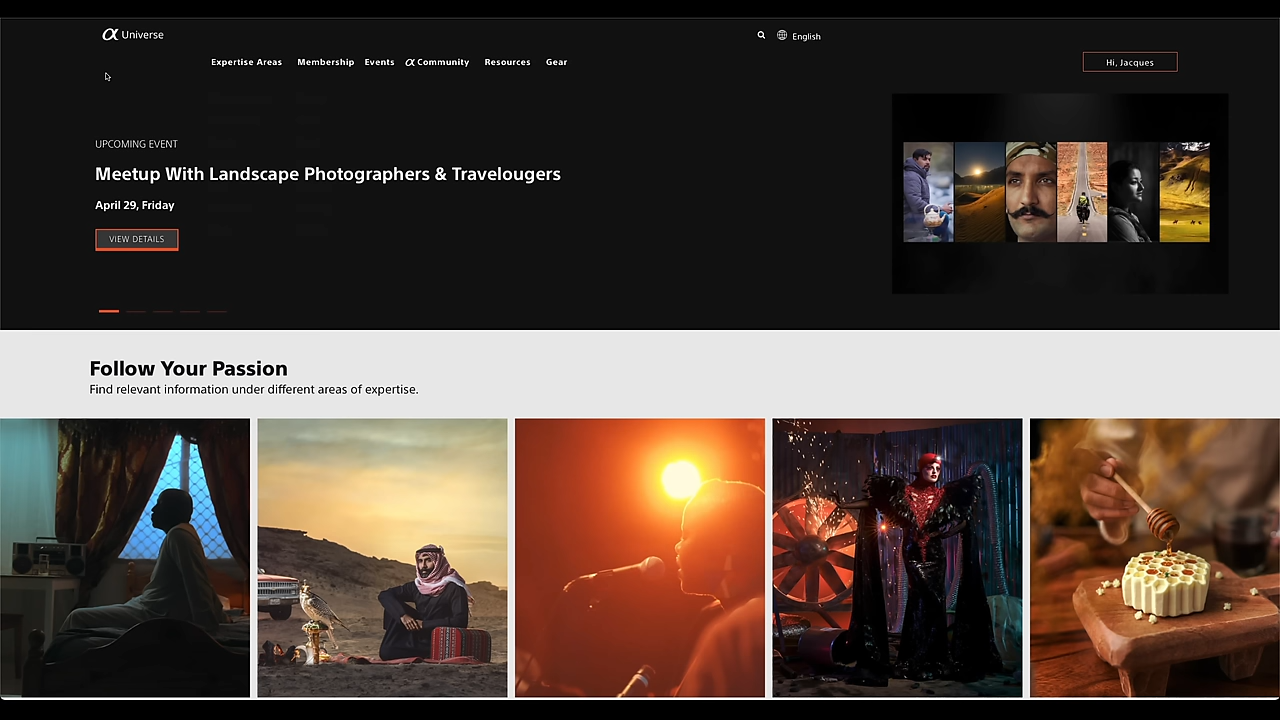 α Universe
English
Expertise Areas Membership Events α Community Resources Gear
Hi, Jacques
UPCOMING EVENT
Meetup With Landscape Photographers & Travelougers
April 29, Friday
VIEW DETAILS
Follow Your Passion
Find relevant information under different areas of expertise.